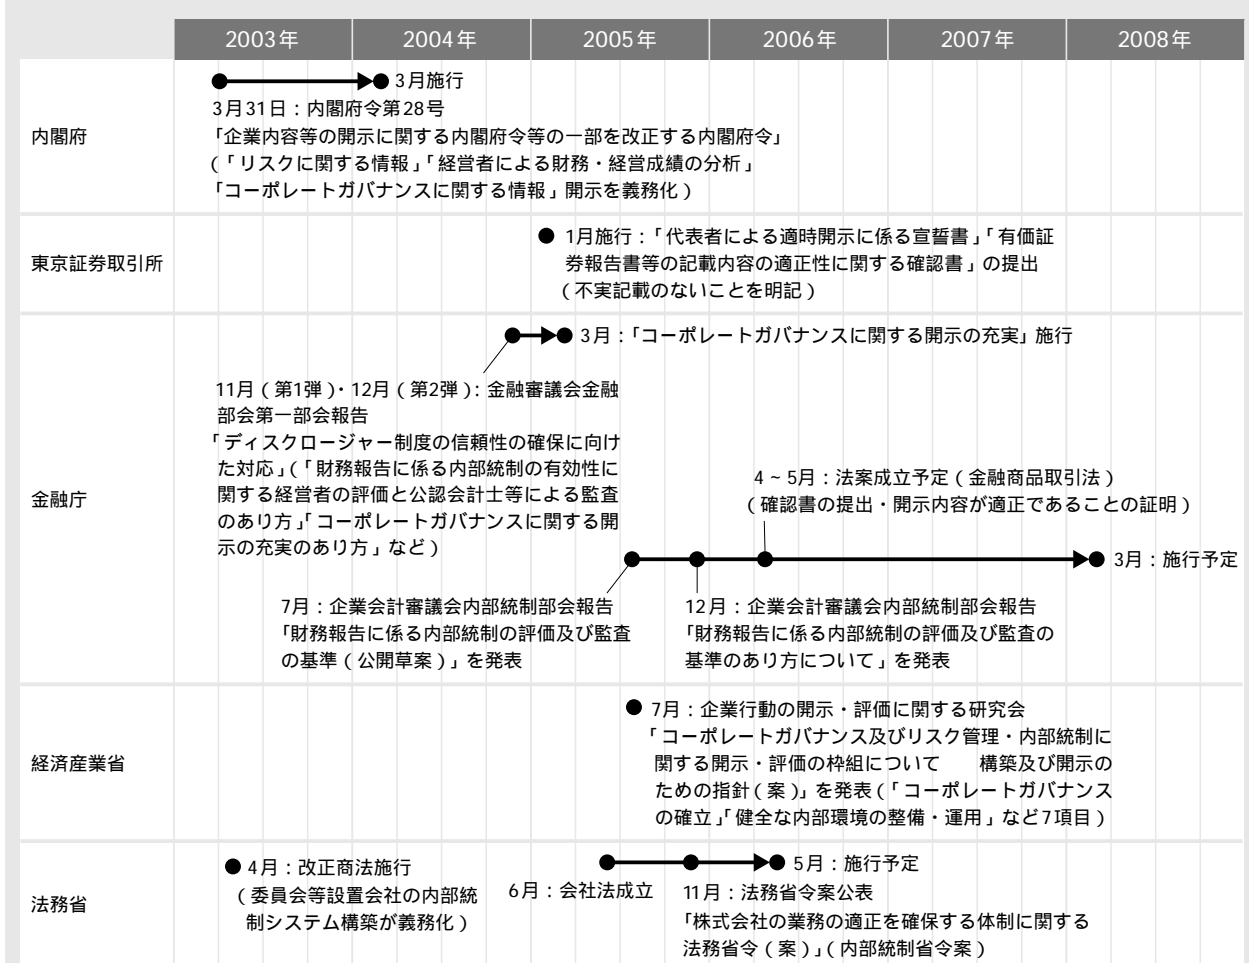 2003年 2004年 2005年 2006年 2007年 2008年
内閣府
3月施行
3月31日：内閣府令第28号
「企業内容等の開示に関する内閣府令等の一部を改正する内閣府令」
（「リスクに関する情報」「経営者による財務・経営成績の分析」
「コーポレートガバナンスに関する情報」開示を義務化）
東京証券取引所
1月施行：「代表者による適時開示に係る宣誓書」「有価証
券報告書等の記載内容の適正性に関する確認書」の提出
（不実記載のないことを明記）
金融庁
3月：「コーポレートガバナンスに関する開示の充実」施行
11月（第1弾）・12月（第2弾）：金融審議会金融
部会第一部会報告
「ディスクロージャー制度の信頼性の確保に向け
た対応」（「財務報告に係る内部統制の有効性に
関する経営者の評価と公認会計士等による監査
のあり方」「コーポレートガバナンスに関する開
示の充実のあり方」など）
4～5月：法案成立予定（金融商品取引法）
（確認書の提出・開示内容が適正であることの証明）
3月：施行予定
7月：企業会計審議会内部統制部会報告
「財務報告に係る内部統制の評価及び監査
の基準（公開草案）」を発表
12月：企業会計審議会内部統制部会報告
「財務報告に係る内部統制の評価及び監査の
基準のあり方について」を発表
経済産業省
7月：企業行動の開示・評価に関する研究会
「コーポレートガバナンス及びリスク管理・内部統制に
関する開示・評価の枠組について　　構築及び開示の
ための指針（案）」を発表（「コーポレートガバナンス
の確立」「健全な内部環境の整備・運用」など7項目）
法務省
4月：改正商法施行
（委員会等設置会社の内部統
制システム構築が義務化）
6月：会社法成立
5月：施行予定
11月：法務省令案公表
「株式会社の業務の適正を確保する体制に関する
法務省令（案）」（内部統制省令案）